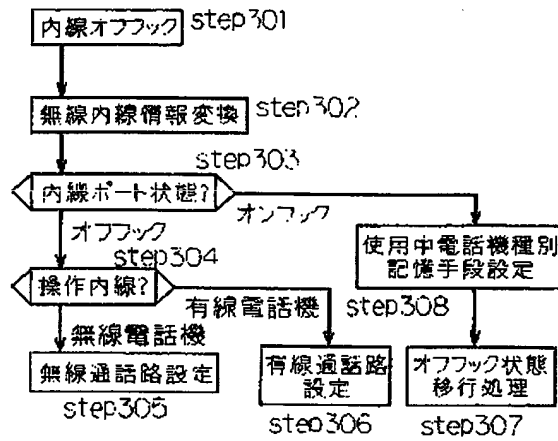 内線オフフック
step301
無線内線情報変換
step302
step303
内線ポート状態?
オンフック
オフフック
step304
使用中電話機種別
記憶手段設定
操作内線?
有線電話機
step308
無線電話機
無線通話路設定
step305
有線通話路
設定
step306
オフフック状態
移行処理
step307